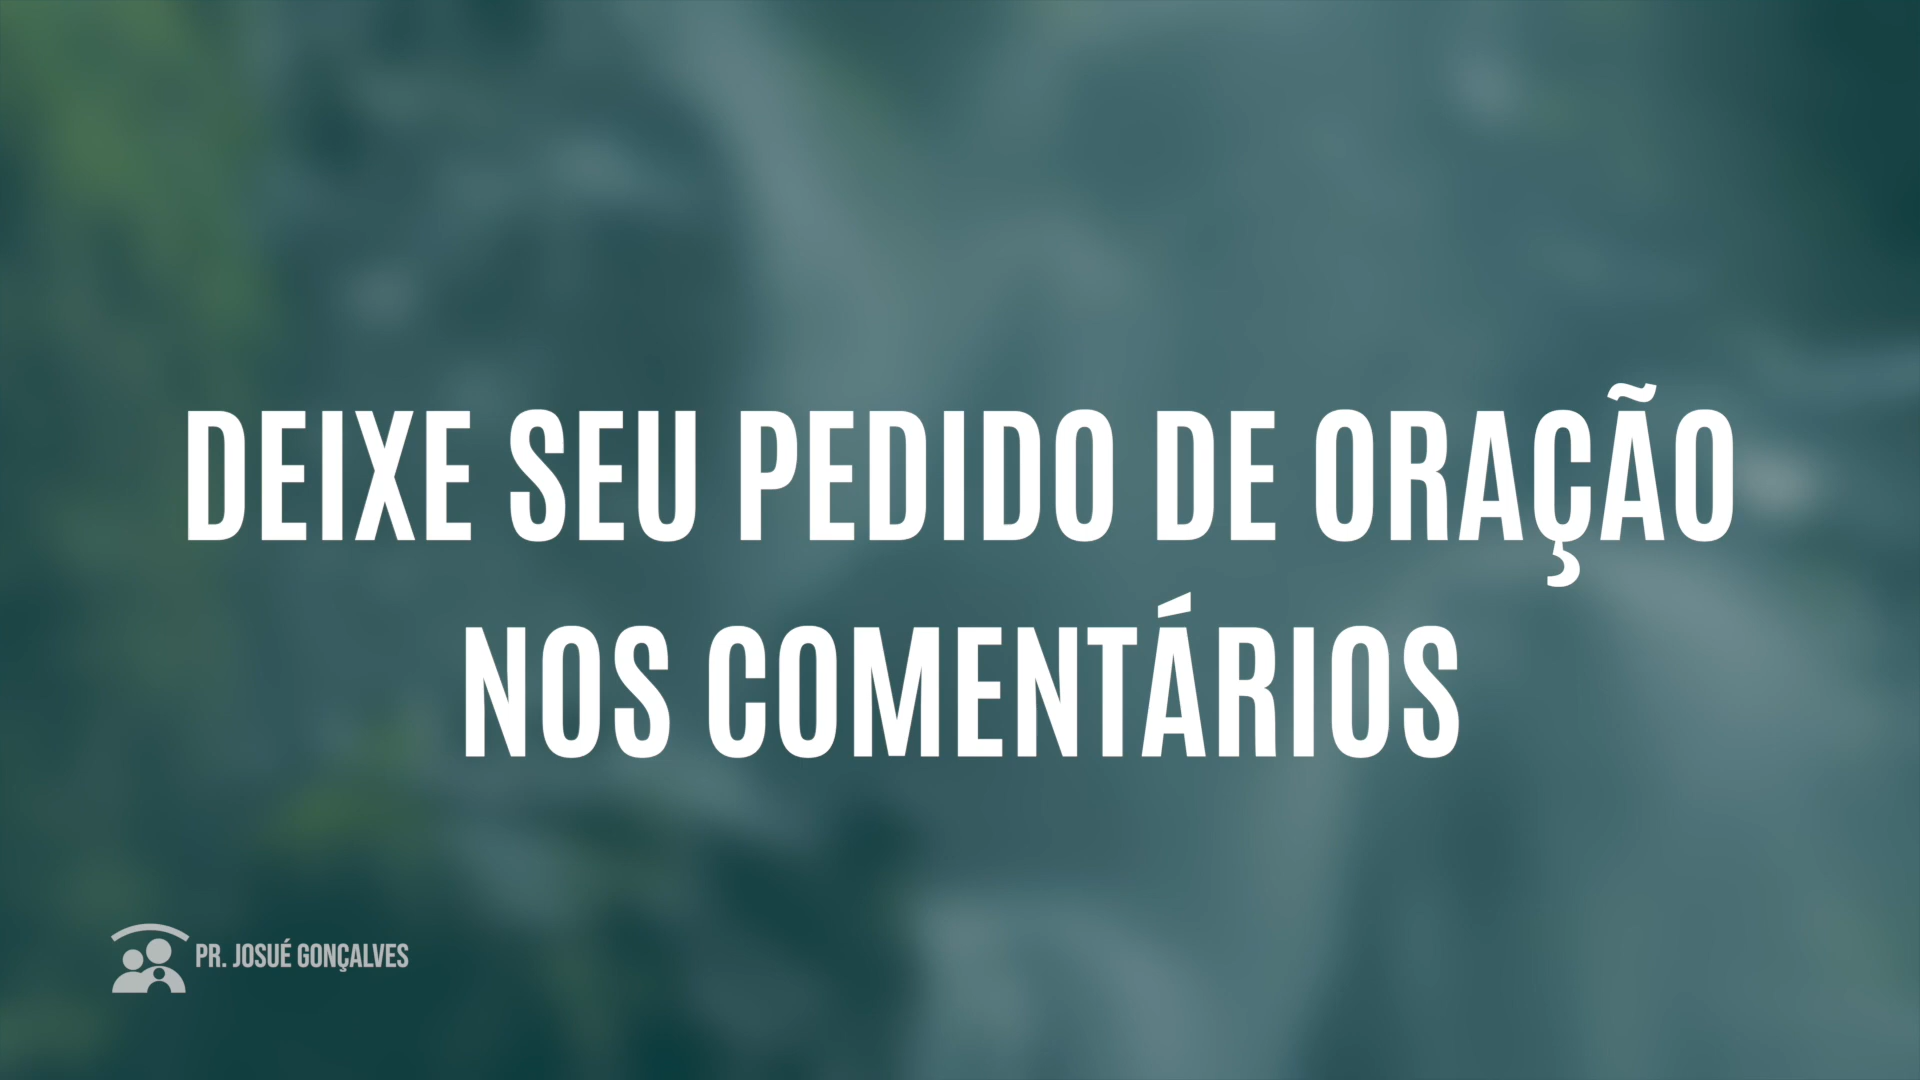 DEIXE SEU PEDIDO DE ORAÇÃO
NOS COMENTÁRIOS
PR. JOSUÉ GONÇALVES